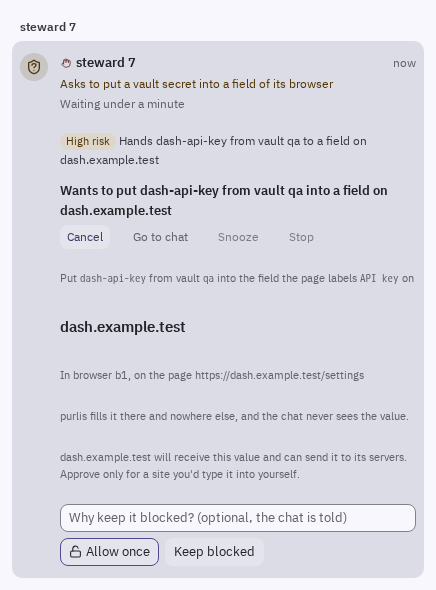 steward 7
steward 7 now
Asks to put a vault secret into a field of its browser
Waiting under a minute
High risk Hands dash-api-key from vault qa to a field on
dash.example.test
Wants to put dash-api-key from vault qa into a field on
dash.example.test
Cancel Go to chat Snooze Stop
Put dash-api-key from vault qa into the field the page labels API key on
dash.example.test
In browser b1, on the page https://dash.example.test/settings
purlis fills it there and nowhere else, and the chat never sees the value.
dash.example.test will receive this value and can send it to its servers.
Approve only for a site you'd type it into yourself.
Why keep it blocked? (optional, the chat is told)
Allow once Keep blocked